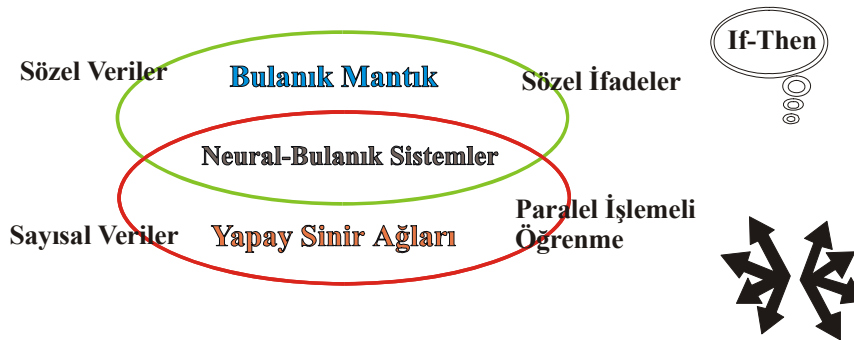 If-Then
Sözel Veriler
Bulanık Mantık
Sözel İfadeler
Neural-Bulanık Sistemler
Sayısal Veriler
Yapay Sinir Ağları
Paralel İşlemeli
Öğrenme